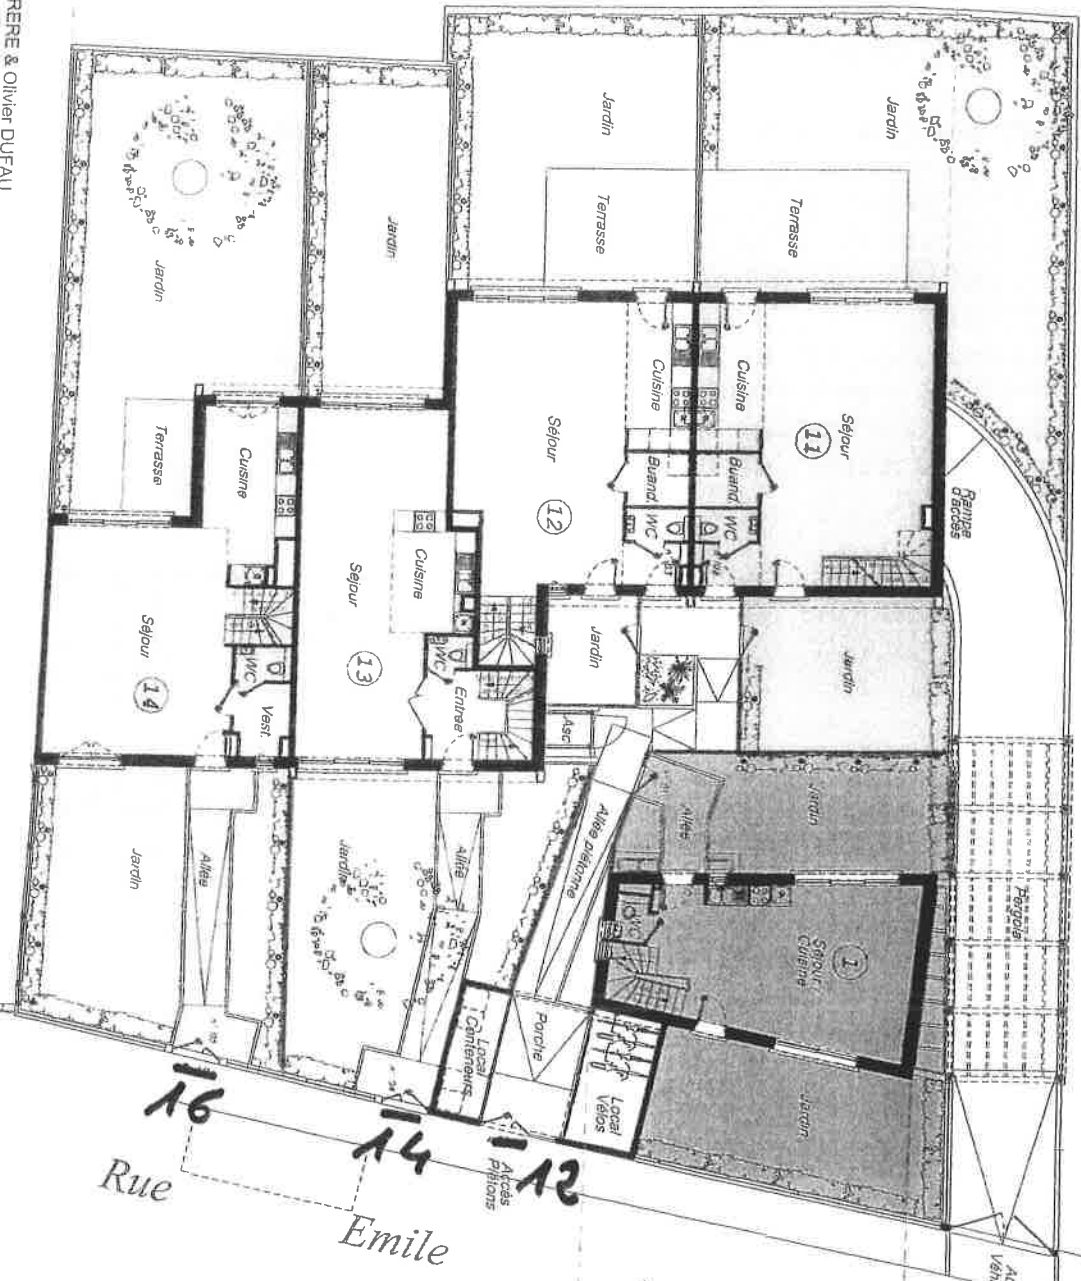 RERE & Olivier DUFAU
Jardin
Jardin
Jardin
Jardin
Terrasse
Terrasse
Terrasse
Cuisine
Cuisine
Séjour
11
Séjour
12
Buand.
Buand.
WC
WC
Rampe
d'accès
Cuisine
Cuisine
Séjour
13
Séjour
14
WC
WC
Entree
Vest.
Jardin
Jardin
Asc
Jardin
Allée
Allée piétonne
Pergola
1
Séjour
Cuisine
WC
Jardin
Allée
Jardin
Allée
Porche
Local
Conteneurs
Local
Vélos
Jardin
16
14
12
Accès
Piétons
Rue
Emile